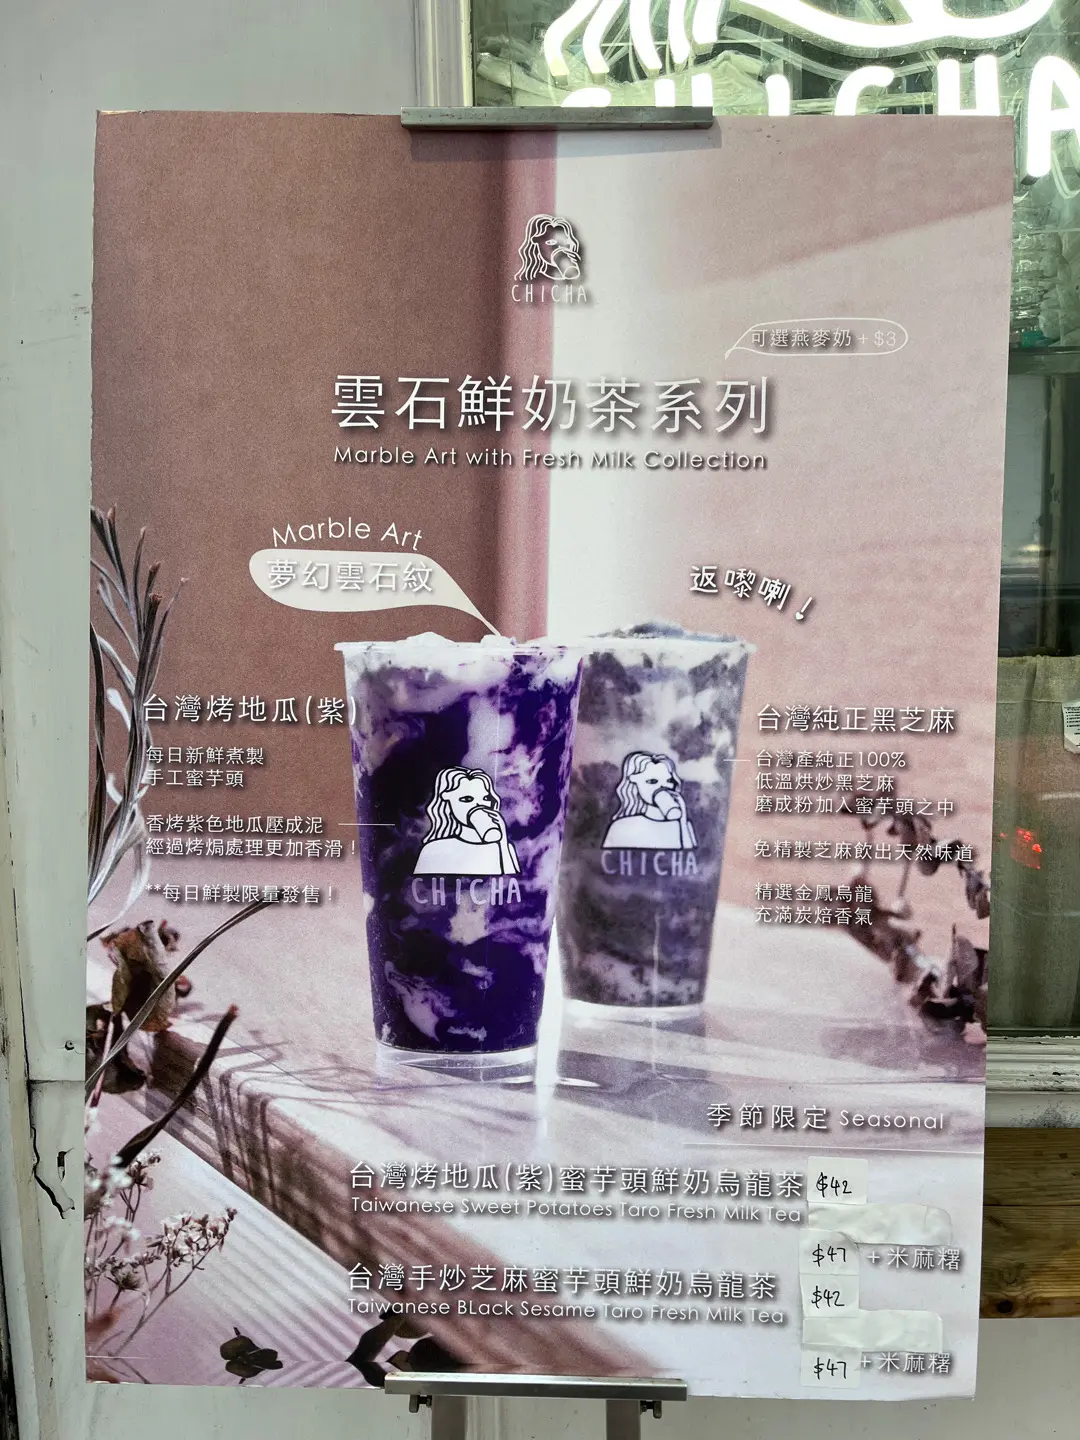 CHICHA
CHICHA
可選燕麥奶 + $3
雲石鮮奶茶系列
Marble Art with Fresh Milk Collection
Marble Art
夢幻雲石紋
返嚟喇！
台灣烤地瓜(紫)
每日新鮮煮製
手工蜜芋頭
香烤紫色地瓜壓成泥
經過烤焗處理更加香滑！
**每日鮮製限量發售！
CHICHA
CHICHA
台灣純正黑芝麻
台灣產純正100%
低溫烘炒黑芝麻
磨成粉加入蜜芋頭之中
免精製芝麻飲出天然味道
精選金鳳烏龍
充滿炭焙香氣
季節限定 Seasonal
台灣烤地瓜(紫)蜜芋頭鮮奶烏龍茶 $42
Taiwanese Sweet Potatoes Taro Fresh Milk Tea
$47 + 米麻糬
台灣手炒芝麻蜜芋頭鮮奶烏龍茶 $42
Taiwanese BLack Sesame Taro Fresh Milk Tea
$47 + 米麻糬